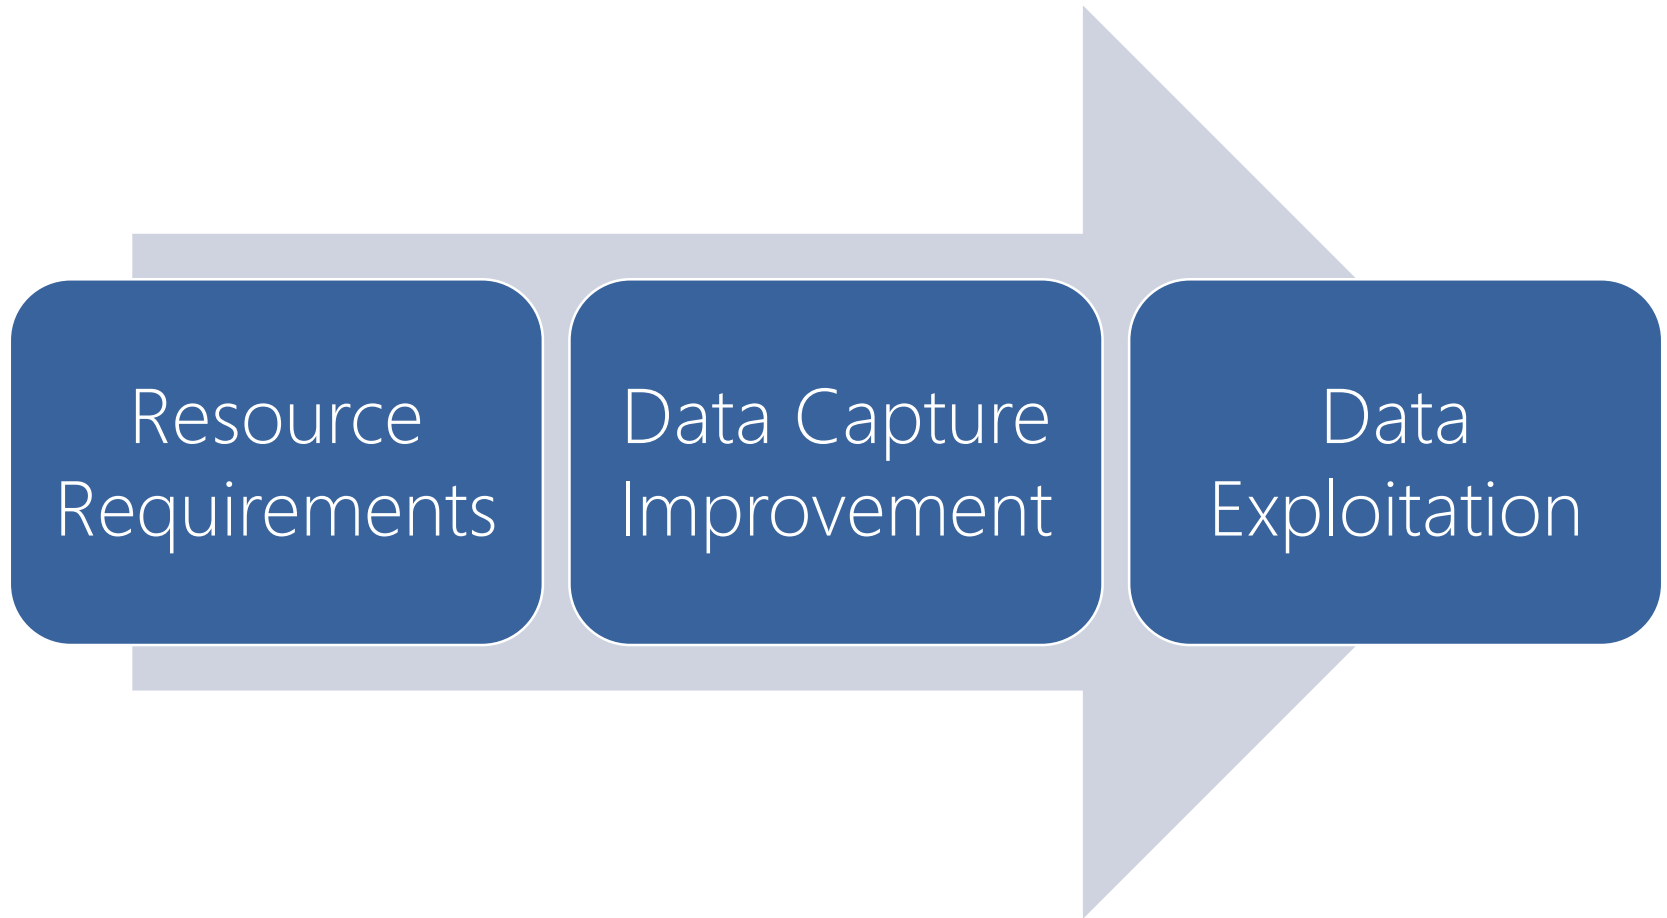 Resource
Requirements
Data Capture
Improvement
Data
Exploitation